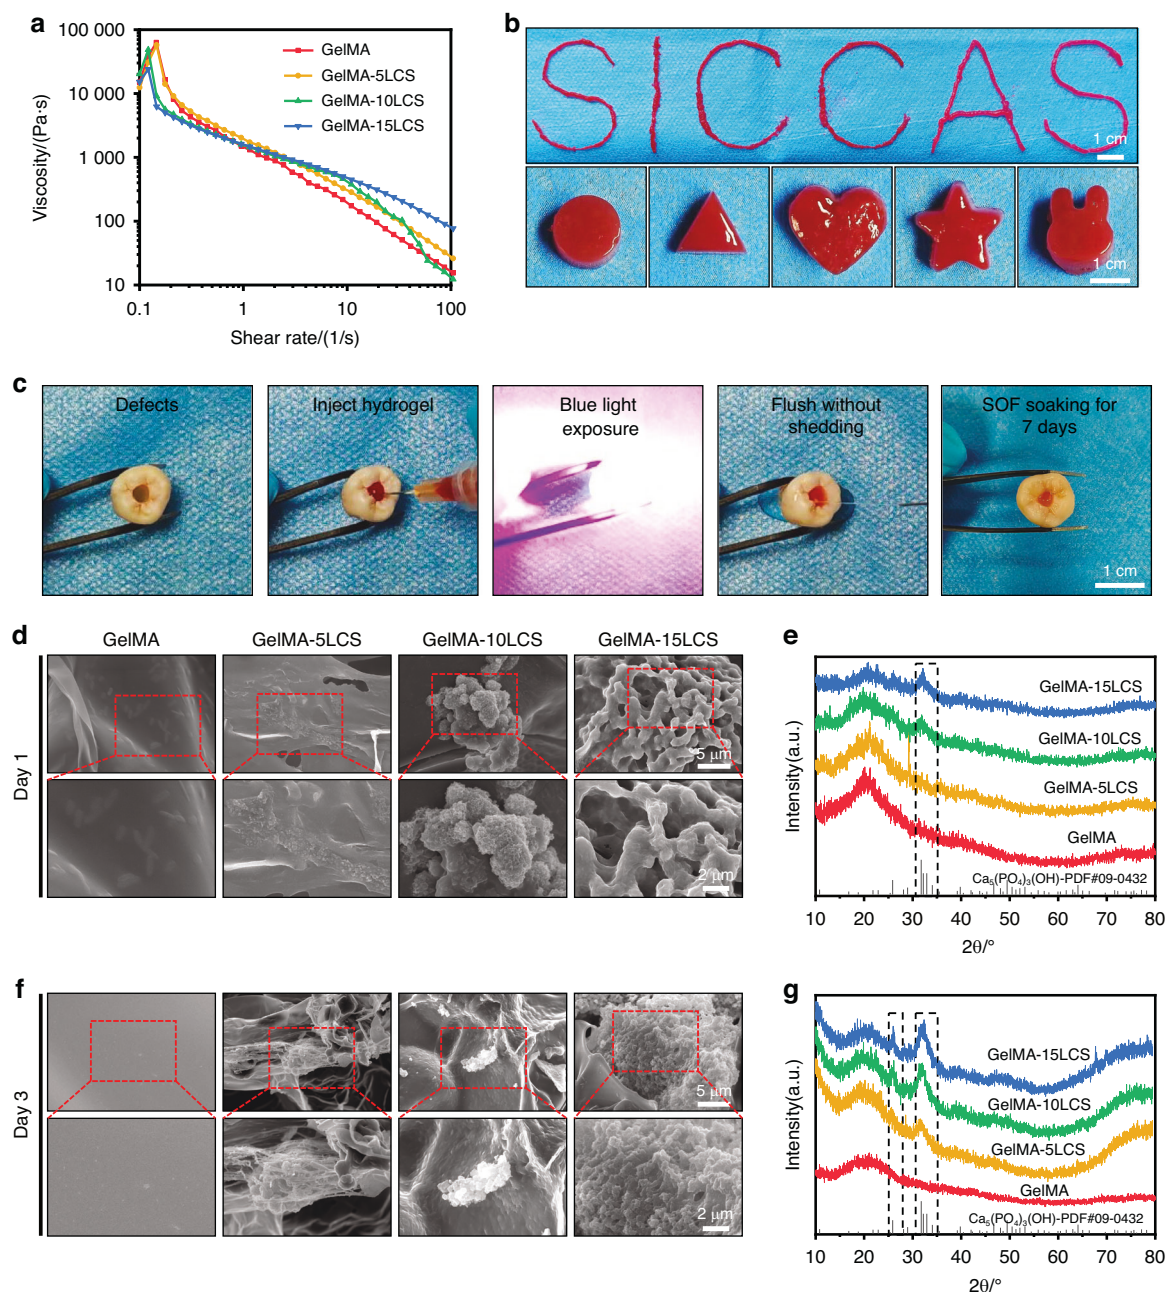 a
100 000
10 000
1 000
100
10
Viscosity/(Pa·s)
0.1 1 10 100
Shear rate/(1/s)
GelMA
GelMA-5LCS
GelMA-10LCS
GelMA-15LCS
b
SICCAS
1 cm
1 cm
c
Defects
Inject hydrogel
Blue light
exposure
Flush without
shedding
SOF soaking for
7 days
1 cm
d
GelMA GelMA-5LCS GelMA-10LCS GelMA-15LCS
Day 1
5 μm
2 μm
e
Intensity(a.u.)
GelMA-15LCS
GelMA-10LCS
GelMA-5LCS
GelMA
Ca₅(PO₄)₃(OH)-PDF#09-0432
10 20 30 40 50 60 70 80
2θ/°
f
Day 3
5 μm
2 μm
g
Intensity(a.u.)
GelMA-15LCS
GelMA-10LCS
GelMA-5LCS
GelMA
Ca₅(PO₄)₃(OH)-PDF#09-0432
10 20 30 40 50 60 70 80
2θ/°